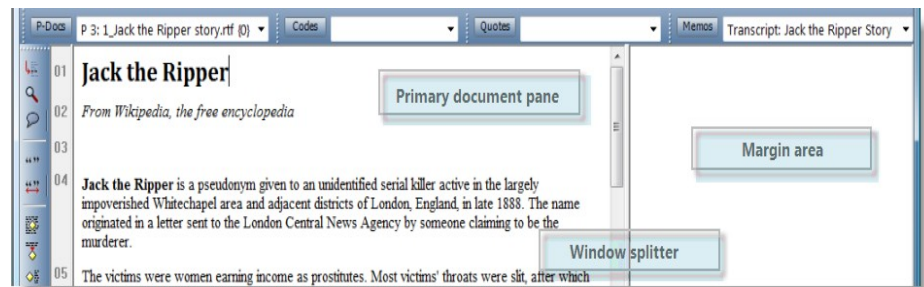 P-Docs P 3: 1_Jack the Ripper story.rtf {0} Codes Quotes Memos Transcript: Jack the Ripper Story
01 Jack the Ripper
Primary document pane
02 From Wikipedia, the free encyclopedia
03
Margin area
04 Jack the Ripper is a pseudonym given to an unidentified serial killer active in the largely
impoverished Whitechapel area and adjacent districts of London, England, in late 1888. The name
originated in a letter sent to the London Central News Agency by someone claiming to be the
murderer.
Window splitter
05 The victims were women earning income as prostitutes. Most victims' throats were slit, after which